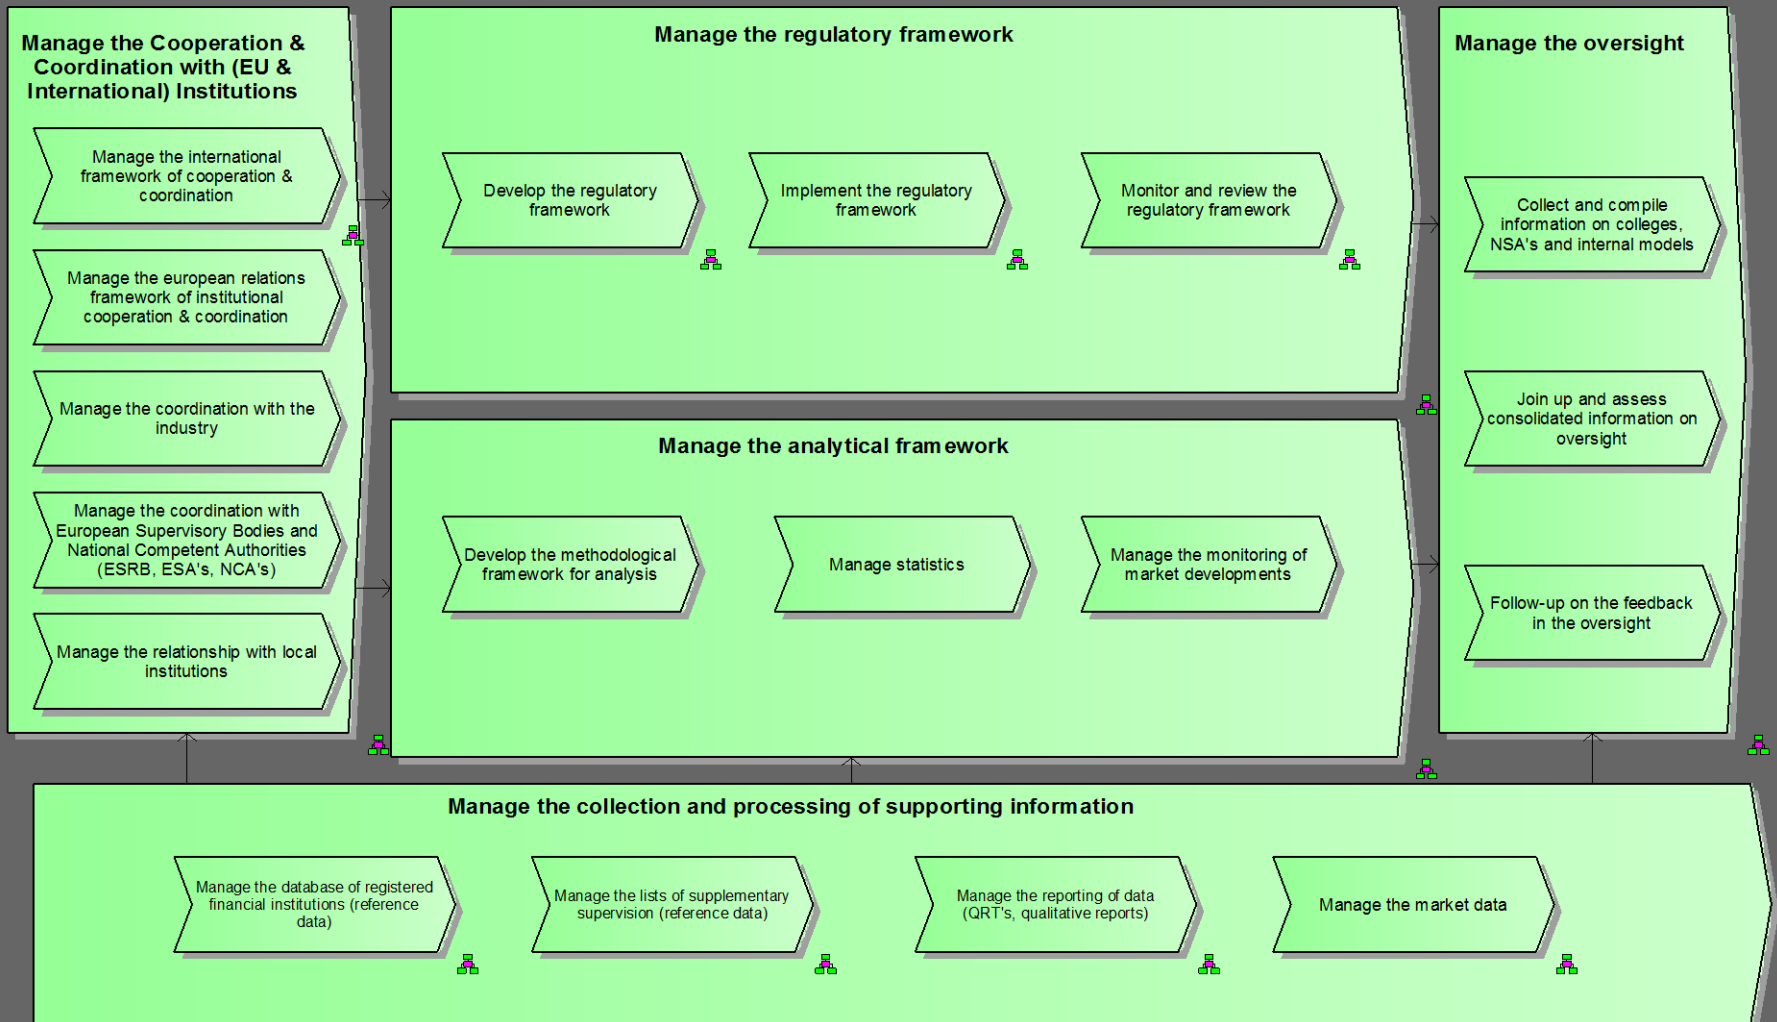 Manage the Cooperation &
Coordination with (EU &
International) Institutions
Manage the international
framework of cooperation &
coordination
Manage the european relations
framework of institutional
cooperation & coordination
Manage the coordination with the
industry
Manage the coordination with
European Supervisory Bodies and
National Competent Authorities
(ESRB, ESA's, NCA's)
Manage the relationship with local
institutions
Manage the regulatory framework
Develop the regulatory
framework
Implement the regulatory
framework
Monitor and review the
regulatory framework
Manage the analytical framework
Develop the methodological
framework for analysis
Manage statistics
Manage the monitoring of
market developments
Manage the oversight
Collect and compile
information on colleges,
NSA's and internal models
Join up and assess
consolidated information on
oversight
Follow-up on the feedback
in the oversight
Manage the collection and processing of supporting information
Manage the database of registered
financial institutions (reference
data)
Manage the lists of supplementary
supervision (reference data)
Manage the reporting of data
(QRT's, qualitative reports)
Manage the market data